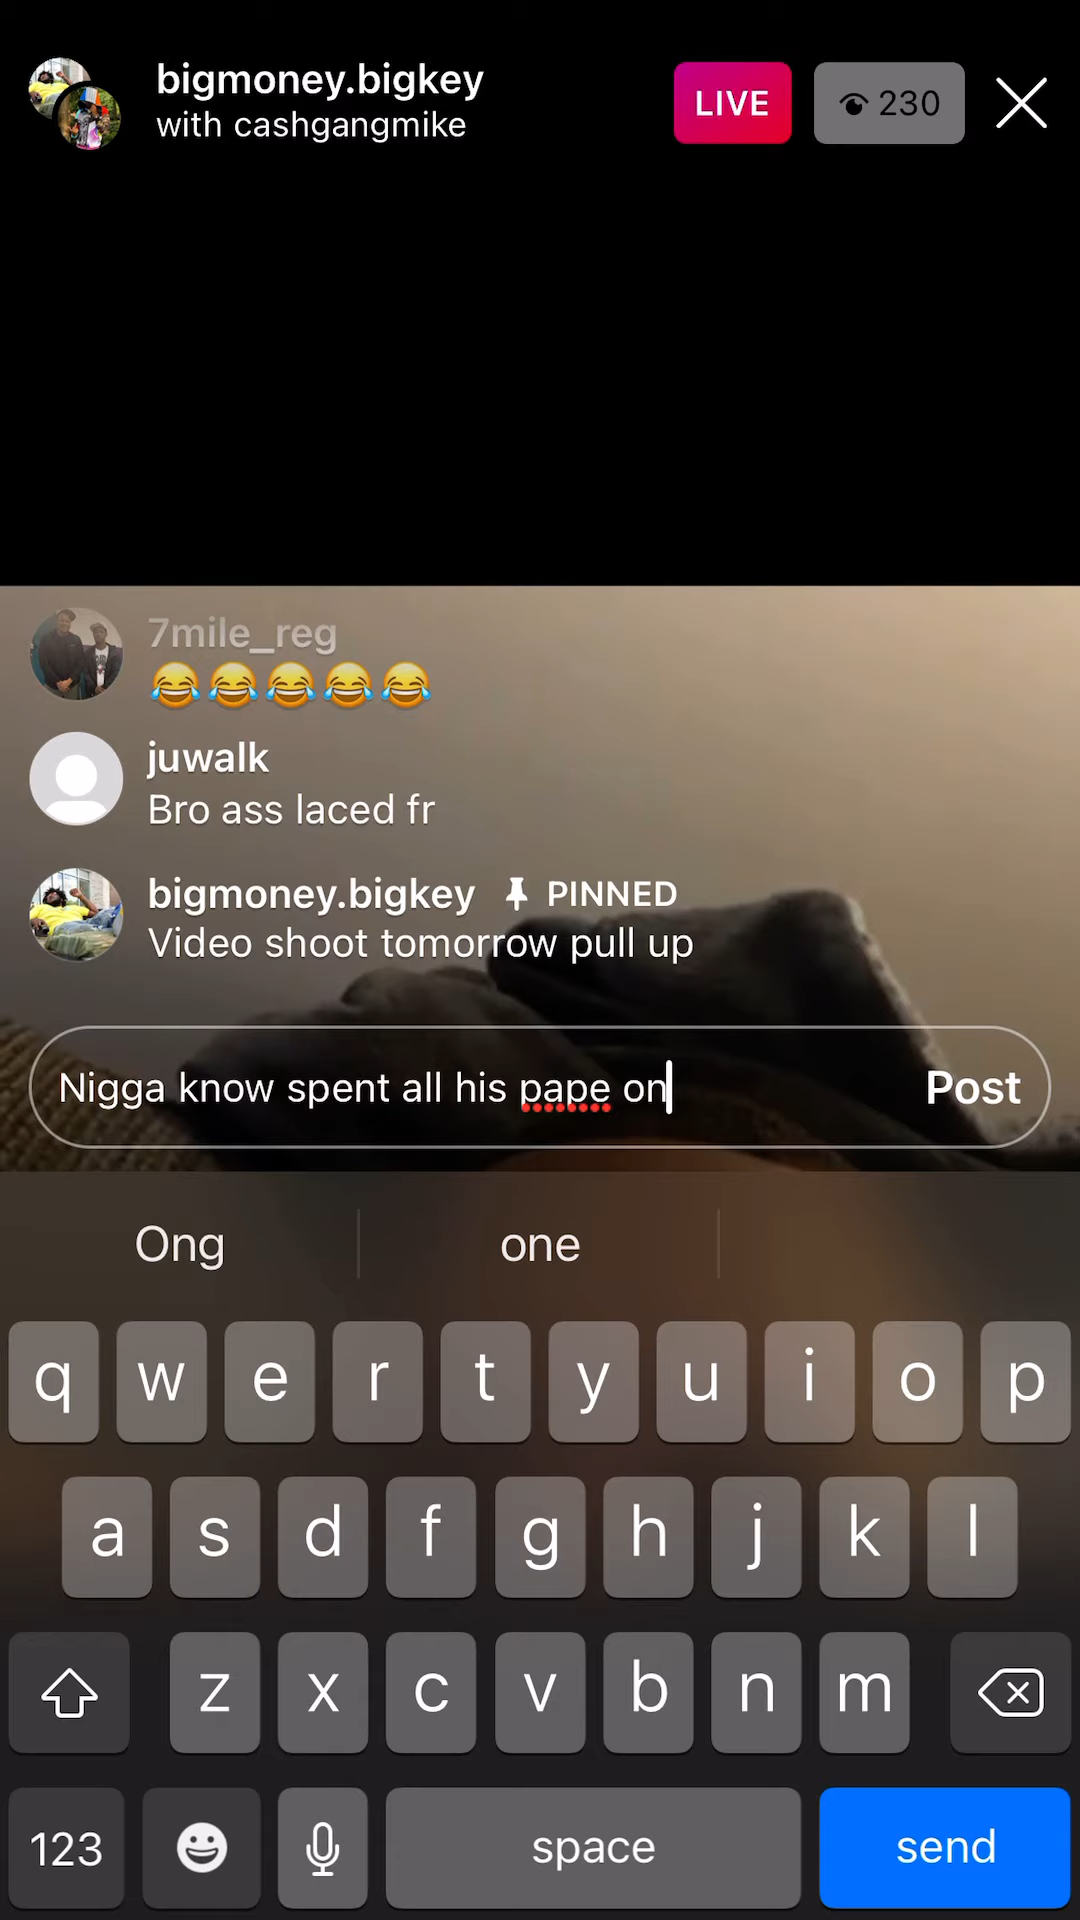 bigmoney.bigkey
with cashgangmike
LIVE
230
7mile_reg
😂😂😂😂😂
juwalk
Bro ass laced fr
bigmoney.bigkey PINNED
Video shoot tomorrow pull up
Nigga know spent all his pape on
Post
Ong one
q w e r t y u i o p
a s d f g h j k l
z x c v b n m
123 space send